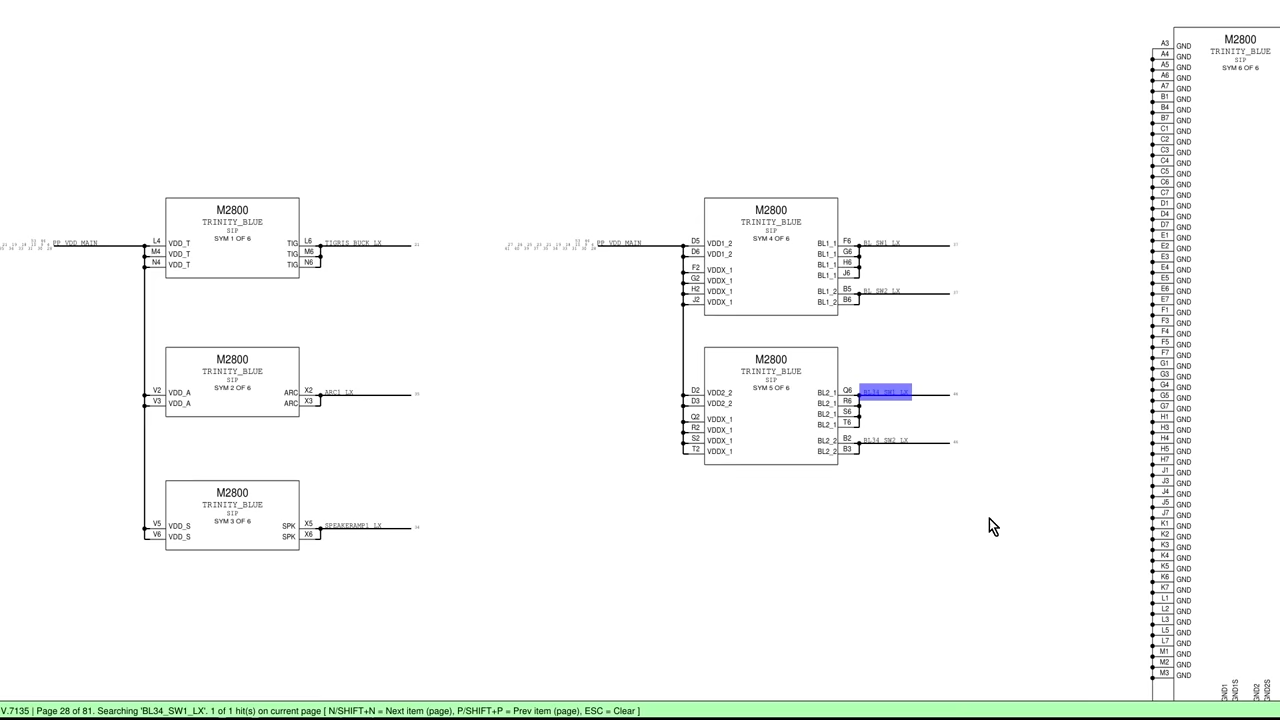 M2800
TRINITY_BLUE
SIP
SYM 1 OF 6
PP_VDD_MAIN
L4 VDD_T TIG L6 TIGRIS_BUCK_LX
M4 VDD_T TIG M6
N4 VDD_T TIG N6
M2800
TRINITY_BLUE
SIP
SYM 2 OF 6
V2 VDD_A ARC X2 ARC1_LX
V3 VDD_A ARC X3
M2800
TRINITY_BLUE
SIP
SYM 3 OF 6
V5 VDD_S SPK X5 SPEAKERAMP1_LX
V6 VDD_S SPK X6
M2800
TRINITY_BLUE
SIP
SYM 4 OF 6
PP_VDD_MAIN
D5 VDD1_2 BL1_1 F6 BL_SW1_LX
D6 VDD1_2 BL1_1 G6
F2 VDDX_1 BL1_1 H6
G2 VDDX_1 BL1_1 J6
H2 VDDX_1 BL1_2 B5 BL_SW2_LX
J2 VDDX_1 BL1_2 B6
M2800
TRINITY_BLUE
SIP
SYM 5 OF 6
D2 VDD2_2 BL2_1 Q6 BL34_SW1_LX
D3 VDD2_2 BL2_1 R6
Q2 VDDX_1 BL2_1 S6
R2 VDDX_1 BL2_1 T6
S2 VDDX_1 BL2_2 B2 BL34_SW2_LX
T2 VDDX_1 BL2_2 B3
M2800
TRINITY_BLUE
SIP
SYM 6 OF 6
A3 GND
A4 GND
A5 GND
A6 GND
A7 GND
B1 GND
B4 GND
B7 GND
C1 GND
C2 GND
C3 GND
C4 GND
C5 GND
C6 GND
C7 GND
D1 GND
D4 GND
D7 GND
E1 GND
E2 GND
E3 GND
E4 GND
E5 GND
E6 GND
E7 GND
F1 GND
F3 GND
F4 GND
F5 GND
F7 GND
G1 GND
G3 GND
G4 GND
G5 GND
G7 GND
H1 GND
H3 GND
H4 GND
H5 GND
H7 GND
J1 GND
J3 GND
J4 GND
J5 GND
J7 GND
K1 GND
K2 GND
K3 GND
K4 GND
K5 GND
K6 GND
K7 GND
L1 GND
L2 GND
L3 GND
L5 GND
L7 GND
M1 GND
M2 GND
M3 GND
GND1
GND1S
GND2
GND2S
V.7135 | Page 28 of 81. Searching 'BL34_SW1_LX'. 1 of 1 hit(s) on current page [ N/SHIFT+N = Next item (page), P/SHIFT+P = Prev item (page), ESC = Clear ]